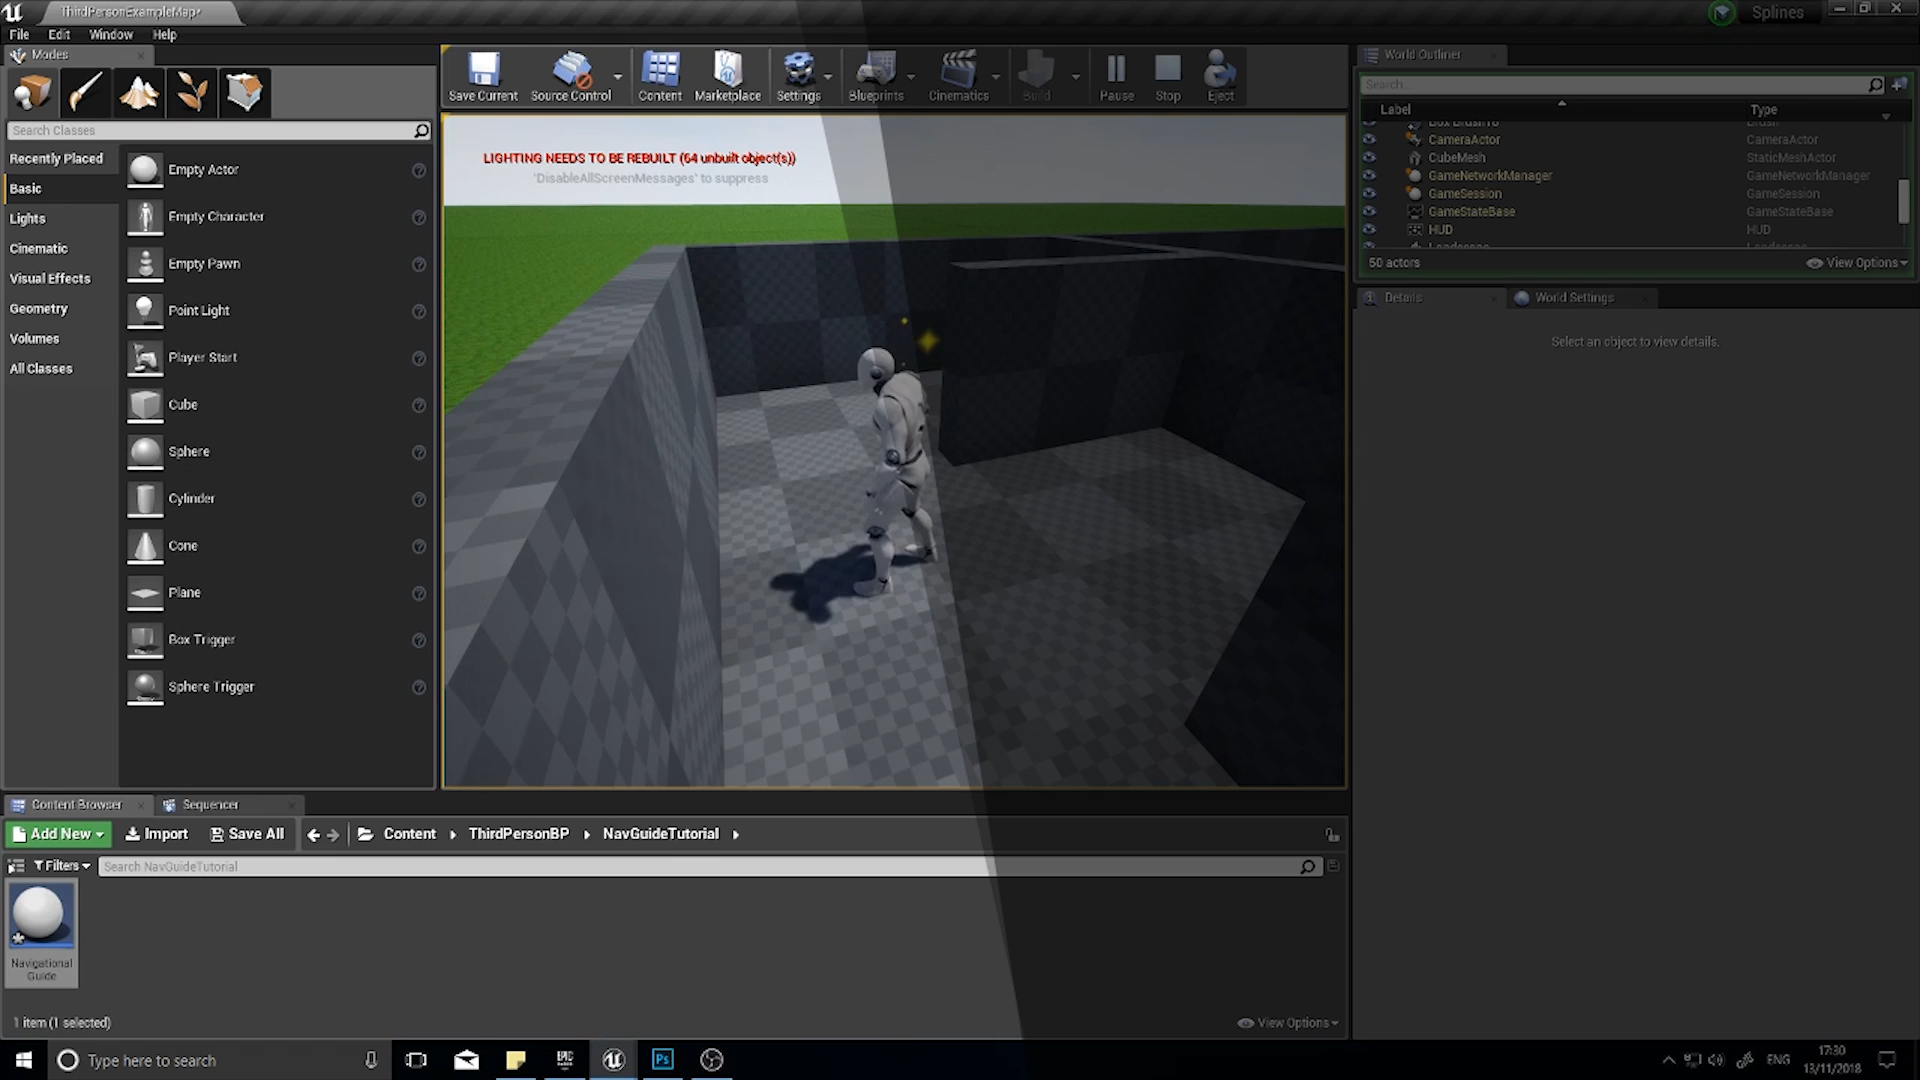 ThirdPersonExampleMap*
Splines
File Edit Window Help
Modes
Search Classes
Recently Placed
Basic
Lights
Cinematic
Visual Effects
Geometry
Volumes
All Classes
Empty Actor
Empty Character
Empty Pawn
Point Light
Player Start
Cube
Sphere
Cylinder
Cone
Plane
Box Trigger
Sphere Trigger
Save Current Source Control Content Marketplace Settings Blueprints Cinematics Build Pause Stop Eject
LIGHTING NEEDS TO BE REBUILT (64 unbuilt object(s))
'DisableAllScreenMessages' to suppress
World Outliner
Search...
Label Type
CameraActor CameraActor
CubeMesh StaticMeshActor
GameNetworkManager GameNetworkManager
GameSession GameSession
GameStateBase GameStateBase
HUD HUD
50 actors View Options
Details World Settings
Select an object to view details.
Content Browser Sequencer
Add New Import Save All Content ThirdPersonBP NavGuideTutorial
Filters Search NavGuideTutorial
Navigational
Guide
1 item (1 selected) View Options
Type here to search
EPIC
Ps
ENG
17:30
13/11/2018